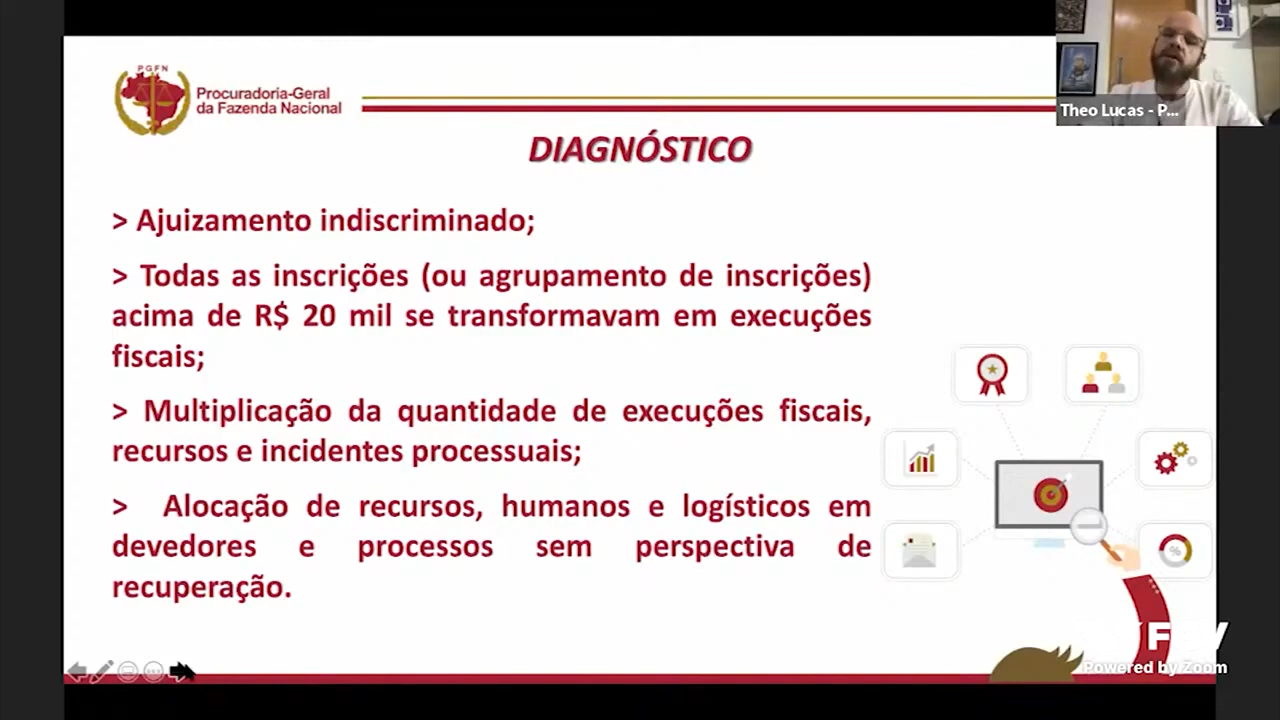 PGFN
Procuradoria-Geral
da Fazenda Nacional
Theo Lucas - P...
DIAGNÓSTICO
> Ajuizamento indiscriminado;
> Todas as inscrições (ou agrupamento de inscrições)
acima de R$ 20 mil se transformavam em execuções
fiscais;
> Multiplicação da quantidade de execuções fiscais,
recursos e incidentes processuais;
> Alocação de recursos, humanos e logísticos em
devedores e processos sem perspectiva de
recuperação.
%
Powered by Zoom